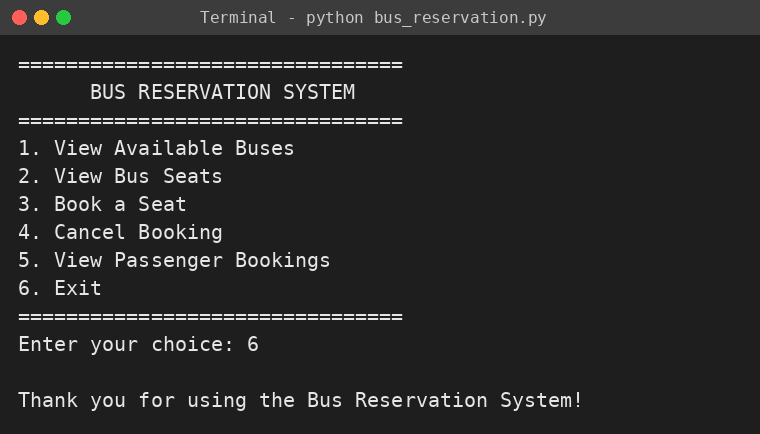 Terminal - python bus_reservation.py
================================
      BUS RESERVATION SYSTEM
================================
1. View Available Buses
2. View Bus Seats
3. Book a Seat
4. Cancel Booking
5. View Passenger Bookings
6. Exit
================================
Enter your choice: 6

Thank you for using the Bus Reservation System!